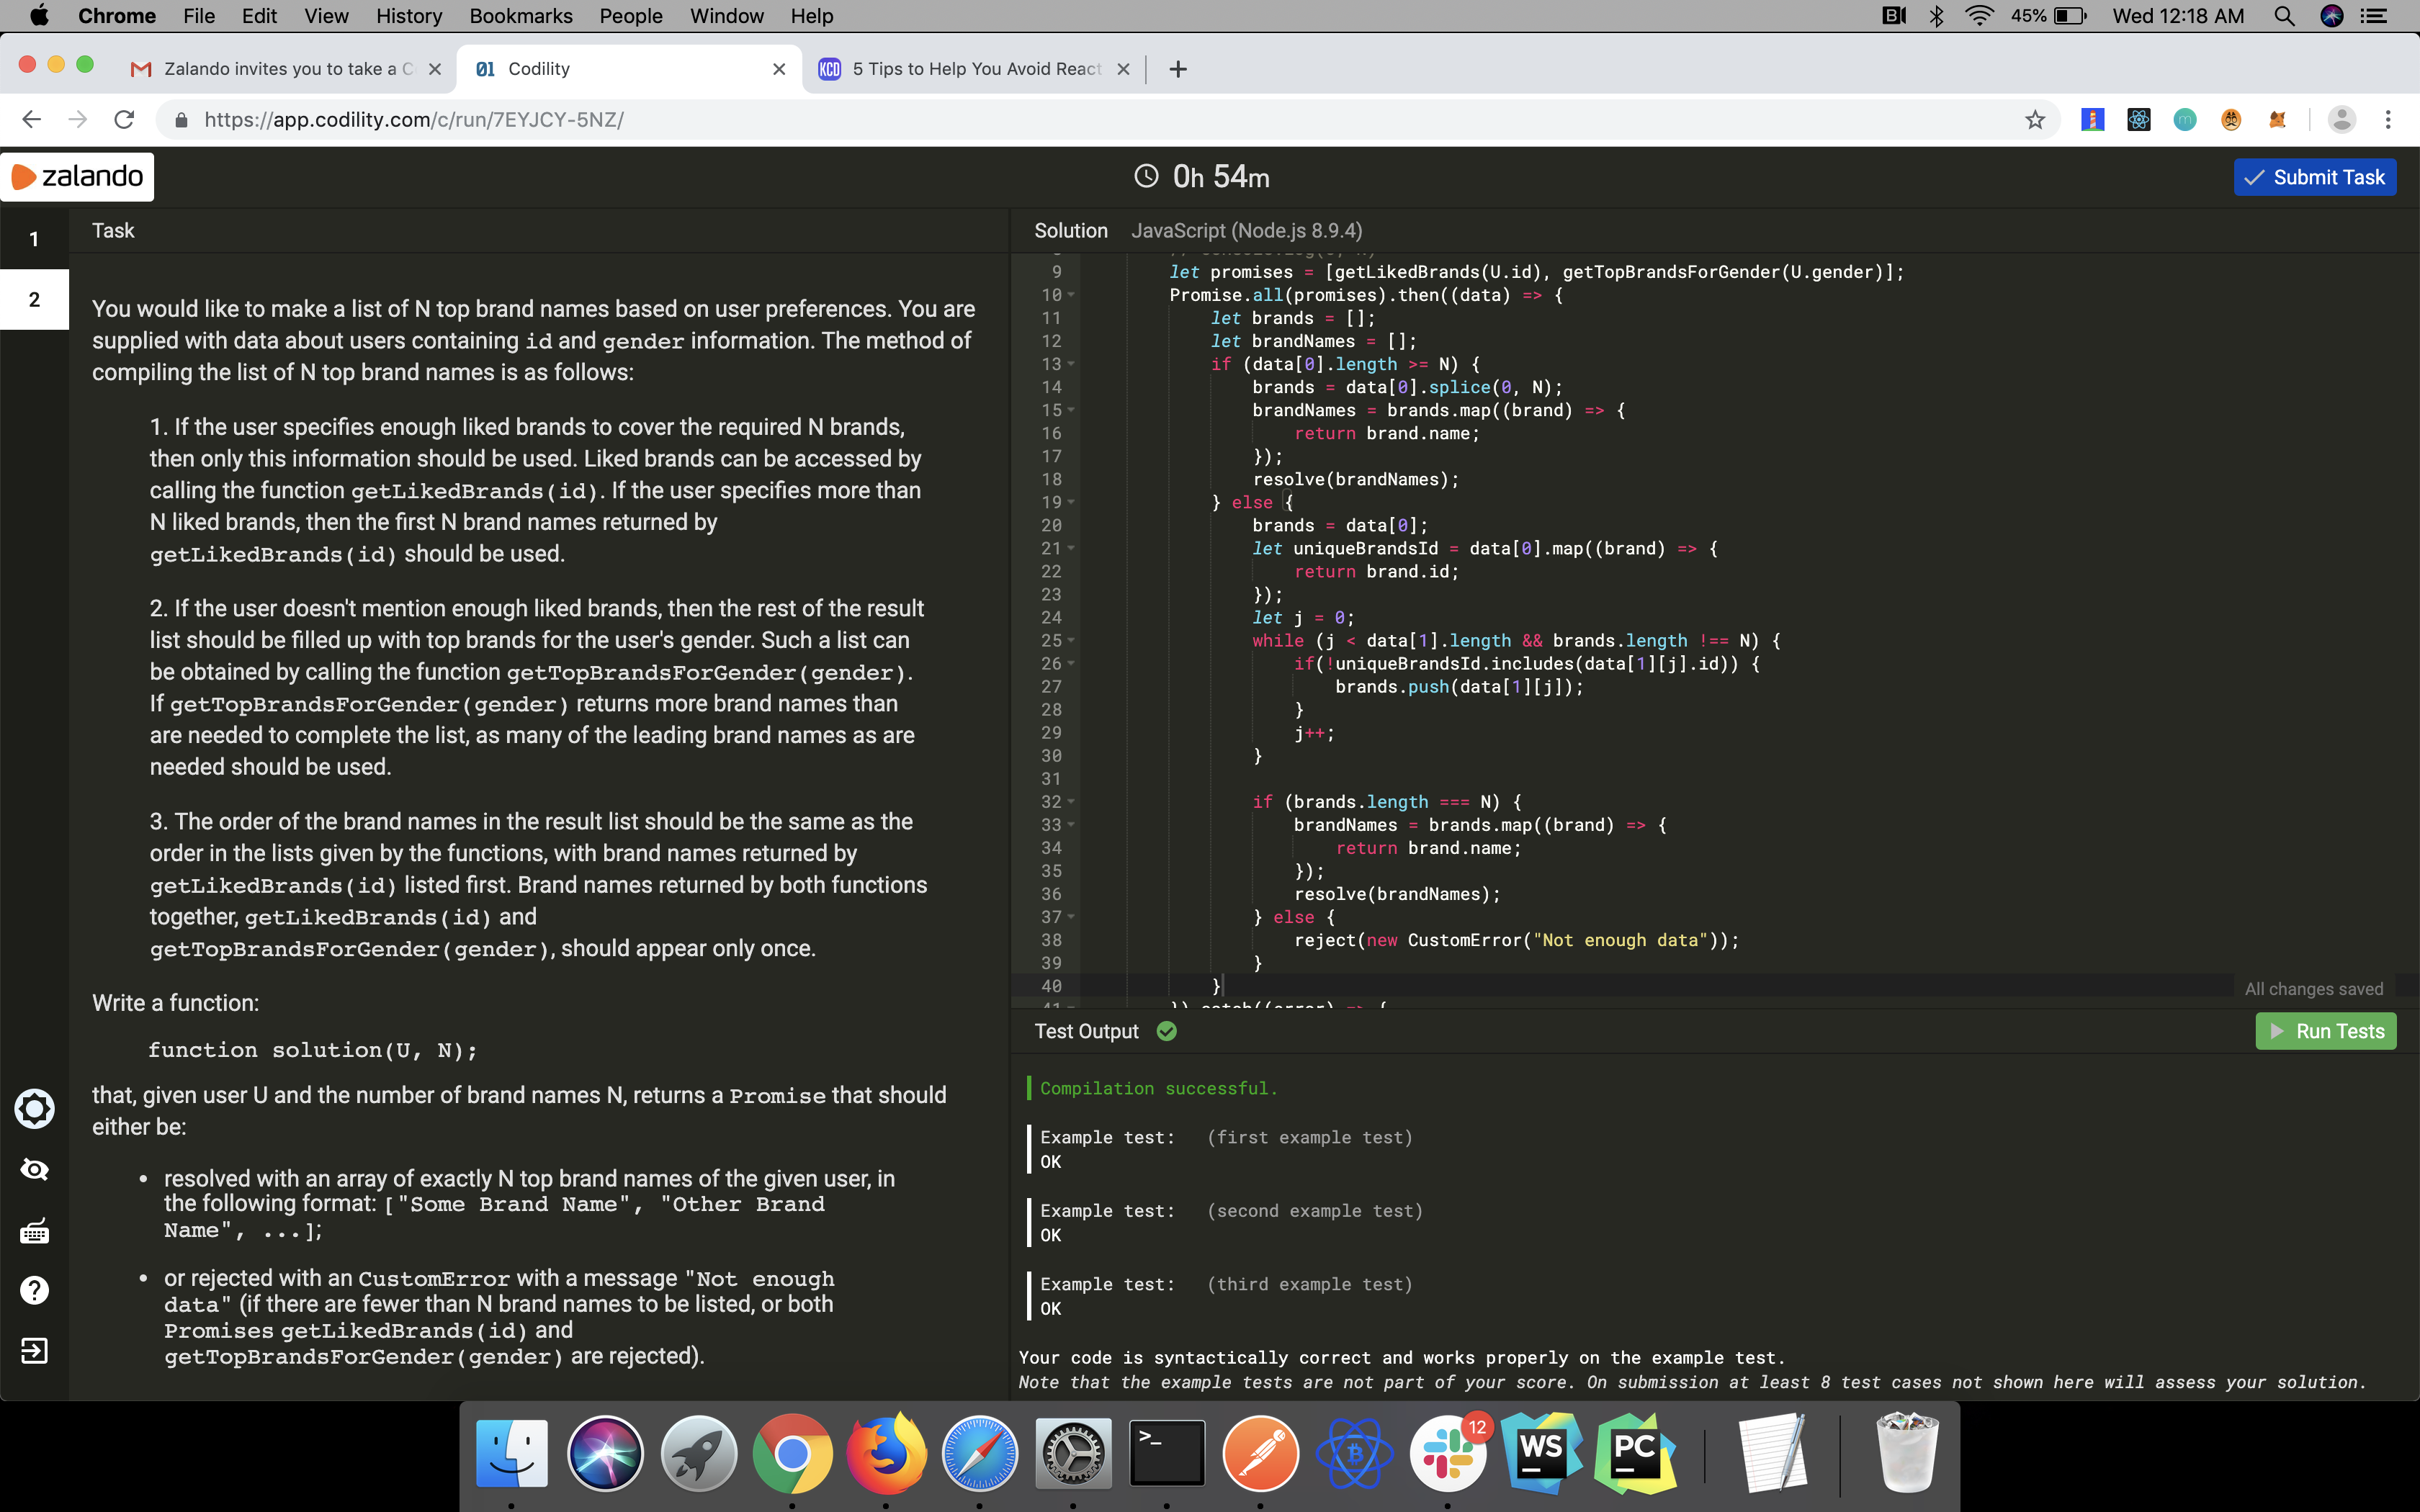 Chrome File Edit View History Bookmarks People Window Help
45% Wed 12:18 AM
Zalando invites you to take a C
01 Codility
KCD 5 Tips to Help You Avoid React
https://app.codility.com/c/run/7EYJCY-5NZ/
zalando
0h 54m
Submit Task
1
2
Task
You would like to make a list of N top brand names based on user preferences. You are
supplied with data about users containing id and gender information. The method of
compiling the list of N top brand names is as follows:
1. If the user specifies enough liked brands to cover the required N brands,
then only this information should be used. Liked brands can be accessed by
calling the function getLikedBrands(id). If the user specifies more than
N liked brands, then the first N brand names returned by
getLikedBrands(id) should be used.
2. If the user doesn't mention enough liked brands, then the rest of the result
list should be filled up with top brands for the user's gender. Such a list can
be obtained by calling the function getTopBrandsForGender(gender).
If getTopBrandsForGender(gender) returns more brand names than
are needed to complete the list, as many of the leading brand names as are
needed should be used.
3. The order of the brand names in the result list should be the same as the
order in the lists given by the functions, with brand names returned by
getLikedBrands(id) listed first. Brand names returned by both functions
together, getLikedBrands(id) and
getTopBrandsForGender(gender), should appear only once.
Write a function:
function solution(U, N);
that, given user U and the number of brand names N, returns a Promise that should
either be:
• resolved with an array of exactly N top brand names of the given user, in
the following format: ["Some Brand Name", "Other Brand
Name", ...];
• or rejected with an CustomError with a message "Not enough
data" (if there are fewer than N brand names to be listed, or both
Promises getLikedBrands(id) and
getTopBrandsForGender(gender) are rejected).
Solution JavaScript (Node.js 8.9.4)
9 let promises = [getLikedBrands(U.id), getTopBrandsForGender(U.gender)];
10 Promise.all(promises).then((data) => {
11 let brands = [];
12 let brandNames = [];
13 if (data[0].length >= N) {
14 brands = data[0].splice(0, N);
15 brandNames = brands.map((brand) => {
16 return brand.name;
17 });
18 resolve(brandNames);
19 } else {
20 brands = data[0];
21 let uniqueBrandsId = data[0].map((brand) => {
22 return brand.id;
23 });
24 let j = 0;
25 while (j < data[1].length && brands.length !== N) {
26 if(!uniqueBrandsId.includes(data[1][j].id)) {
27 brands.push(data[1][j]);
28 }
29 j++;
30 }
31
32 if (brands.length === N) {
33 brandNames = brands.map((brand) => {
34 return brand.name;
35 });
36 resolve(brandNames);
37 } else {
38 reject(new CustomError("Not enough data"));
39 }
40 }
41 }).catch((error) => {
All changes saved
Test Output
Run Tests
Compilation successful.
Example test: (first example test)
OK
Example test: (second example test)
OK
Example test: (third example test)
OK
Your code is syntactically correct and works properly on the example test.
Note that the example tests are not part of your score. On submission at least 8 test cases not shown here will assess your solution.
>_
12
WS
PC